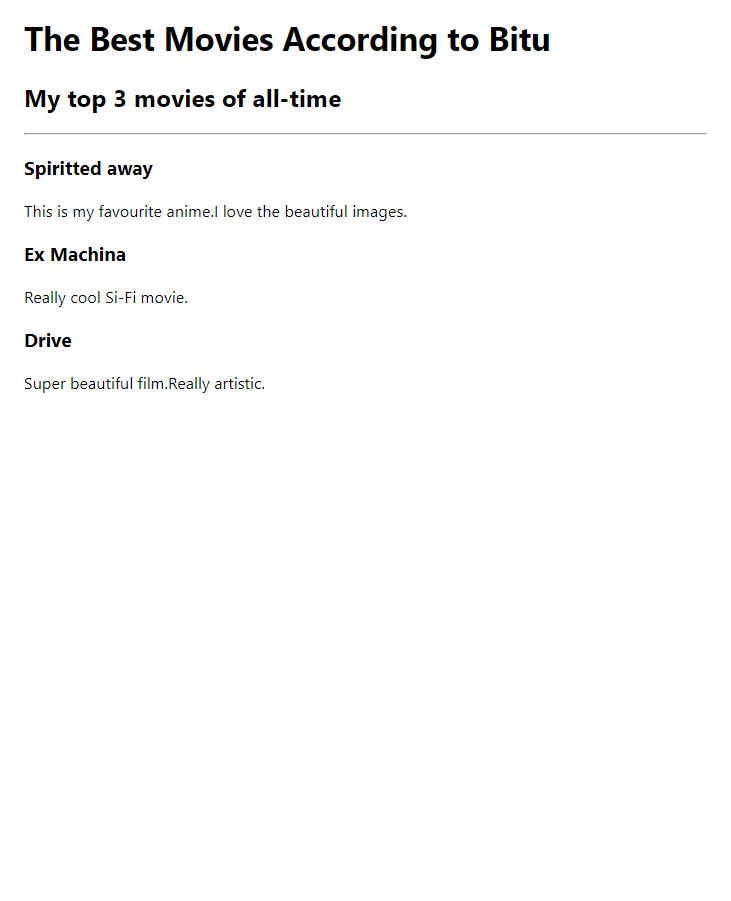 The Best Movies According to Bitu
My top 3 movies of all-time
Spiritted away
This is my favourite anime.I love the beautiful images.
Ex Machina
Really cool Si-Fi movie.
Drive
Super beautiful film.Really artistic.